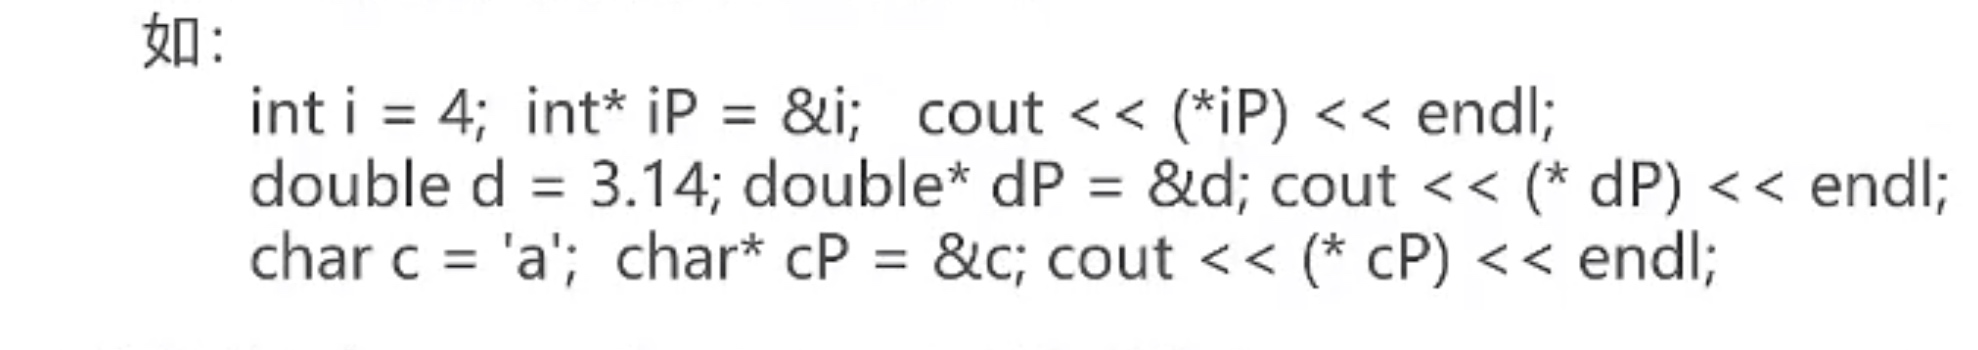 如：
int i = 4; int* iP = &i; cout << (*iP) << endl;
double d = 3.14; double* dP = &d; cout << (* dP) << endl;
char c = 'a'; char* cP = &c; cout << (* cP) << endl;